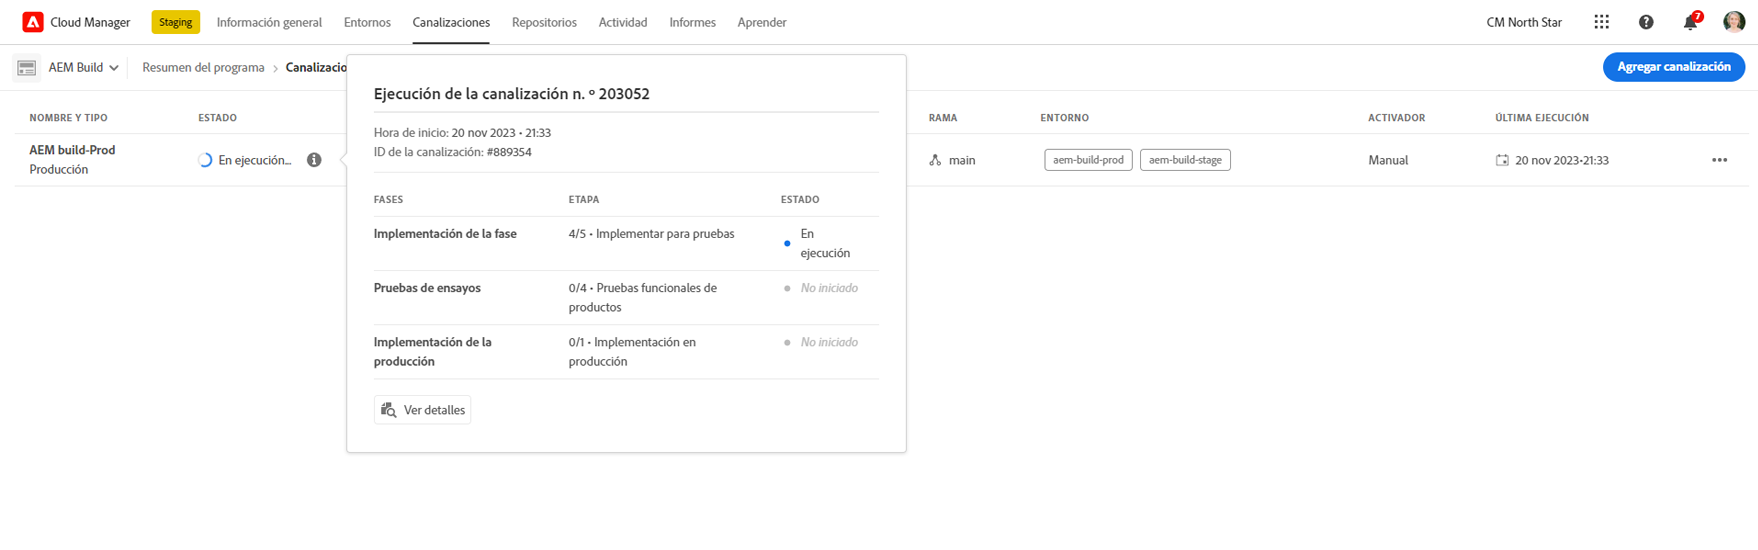 Cloud Manager Staging Información general Entornos Canalizaciones Repositorios Actividad Informes Aprender CM North Star 7
AEM Build Resumen del programa > Canalizacio Agregar canalización
NOMBRE Y TIPO ESTADO RAMA ENTORNO ACTIVADOR ÚLTIMA EJECUCIÓN
AEM build-Prod
Producción
En ejecución... main aem-build-prod aem-build-stage Manual 20 nov 2023•21:33
Ejecución de la canalización n. º 203052
Hora de inicio: 20 nov 2023 • 21:33
ID de la canalización: #889354
FASES ETAPA ESTADO
Implementación de la fase 4/5 • Implementar para pruebas En
ejecución
Pruebas de ensayos 0/4 • Pruebas funcionales de No iniciado
productos
Implementación de la 0/1 • Implementación en No iniciado
producción producción
Ver detalles